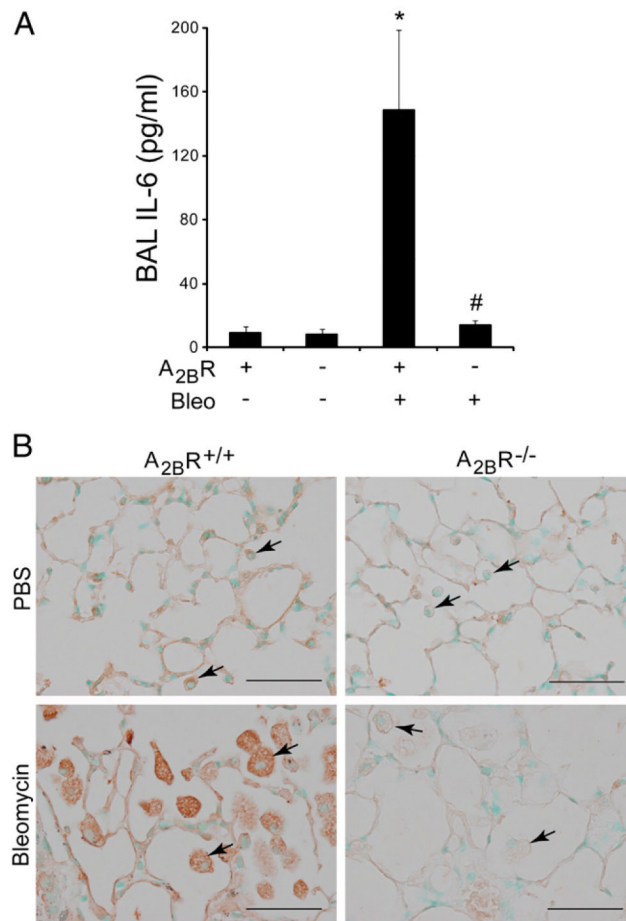 A
*
200
160
120
80
40
0
BAL IL-6 (pg/ml)
#
A2BR + - + -
Bleo - - + +
B
A2BR+/+ A2BR-/-
PBS
Bleomycin